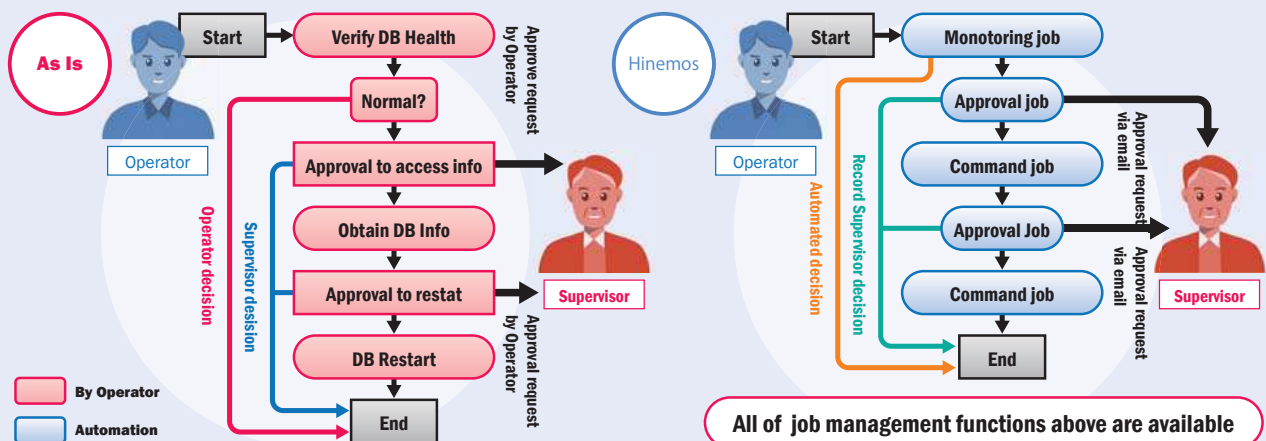 As Is
Operator
Start
Verify DB Health
Normal?
Approval to access info
Obtain DB Info
Approval to restat
DB Restart
End
Approve request
by Operator
Approval request
by Operator
Supervisor
Operator decision
Supervisor desision
By Operator
Automation
Hinemos
Operator
Start
Monotoring job
Approval job
Command job
Approval Job
Command job
End
Automated decision
Record Supervisor decision
Approval request
via email
Approval request
via email
Supervisor
All of job management functions above are available